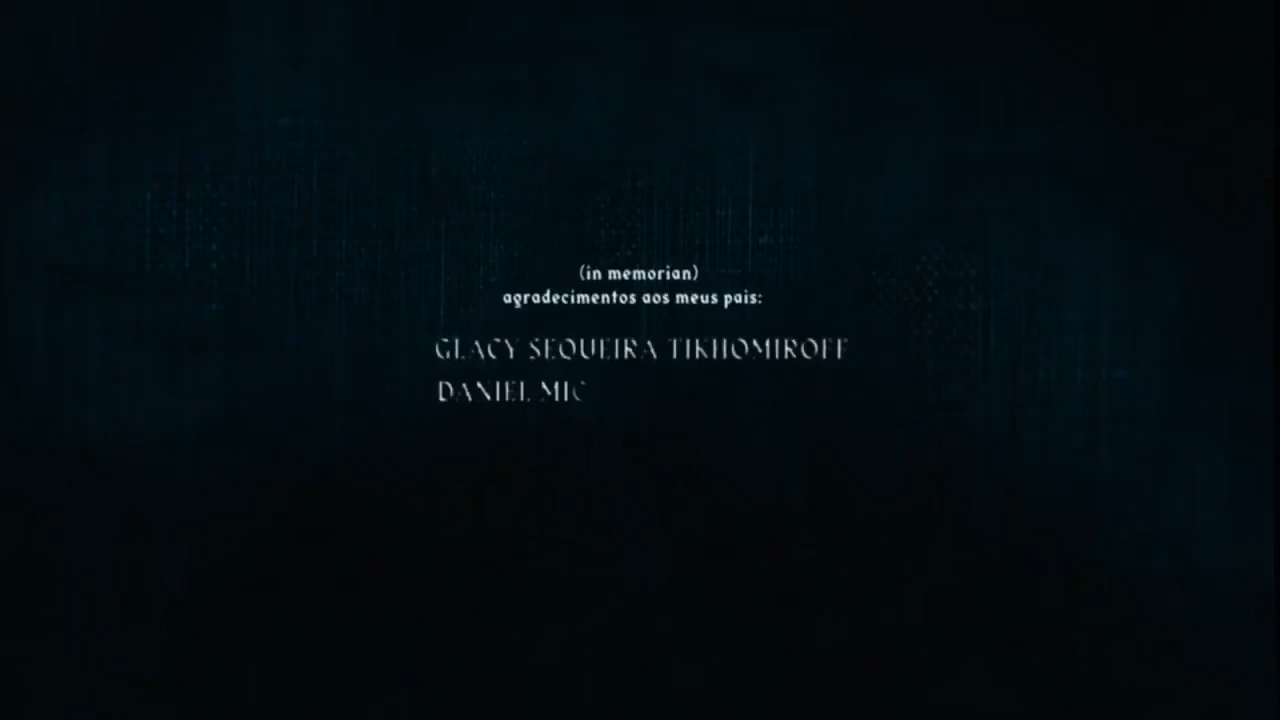 (in memorian)
agradecimentos aos meus pais:
GLACY SEQUEIRA TIKHOMIROFF
DANIEL MIC